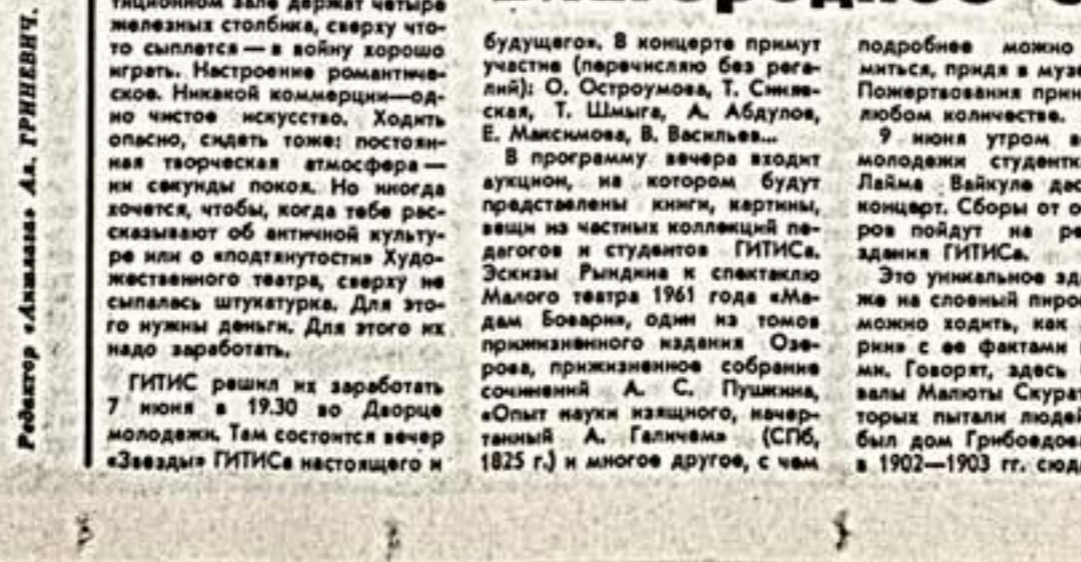 Редактор «Ак Ал. ГРИНЕВИЧ.
тиционном зале держат четыре
железных столбика, сверху что-
то сыплется — в войну хорошо
играть. Настроение романтиче-
ское. Никакой коммерции—од-
но чистое искусство. Ходить
опасно, сидеть тоже: постоян-
ная творческая атмосфера —
ни секунды покоя. Но иногда
хочется, чтобы, когда тебе рас-
сказывают об античной культу-
ре или о «подтянутости» Худо-
жественного театра, сверху не
сыпалась штукатурка. Для это-
го нужны деньги. Для этого их
надо заработать.
ГИТИС решил их заработать
7 июня в 19.30 во Дворце
молодежи. Там состоится вечер
«Звезды» ГИТИСа настоящего и
будущего». В концерте примут
участие (перечисляю без рега-
лий): О. Остроумова, Т. Синяв-
ская, Т. Шмыга, А. Абдулов,
Е. Максимова, В. Васильев...
В программу вечера входит
аукцион, на котором будут
представлены книги, картины,
вещи из частных коллекций пе-
дагогов и студентов ГИТИСа.
Эскизы Рындина к спектаклю
Малого театра 1961 года «Ма-
дам Бовари», один из томов
прижизненного издания Озе-
рова, прижизненное собрание
сочинений А. С. Пушкина,
«Опыт науки изящного, начер-
танный А. Галичем» (СПб,
1825 г.) и многое другое, с чем
подробнее можно
миться, придя в музе
Пожертвования прин
любом количестве.
9 июня утром в
молодежи студентк
Лайма Вайкуле дас
концерт. Сборы от о
ров пойдут на ре
здания ГИТИСа.
Это уникальное зд
же на слоеный пиро
можно ходить, как
рки» с ее фактами
ми. Говорят, здесь
валы Малюты Скурат
торых пытали людей
был дом Грибоедов
в 1902—1903 гг. сюда